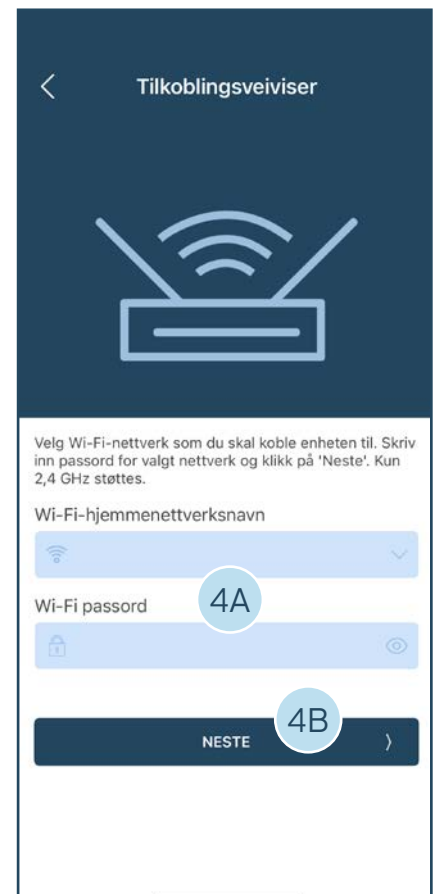 Tilkoblingsveiviser
Velg Wi-Fi-nettverk som du skal koble enheten til. Skriv
inn passord for valgt nettverk og klikk på 'Neste'. Kun
2,4 GHz støttes.
Wi-Fi-hjemmenettverksnavn
4A
Wi-Fi passord
4B
NESTE